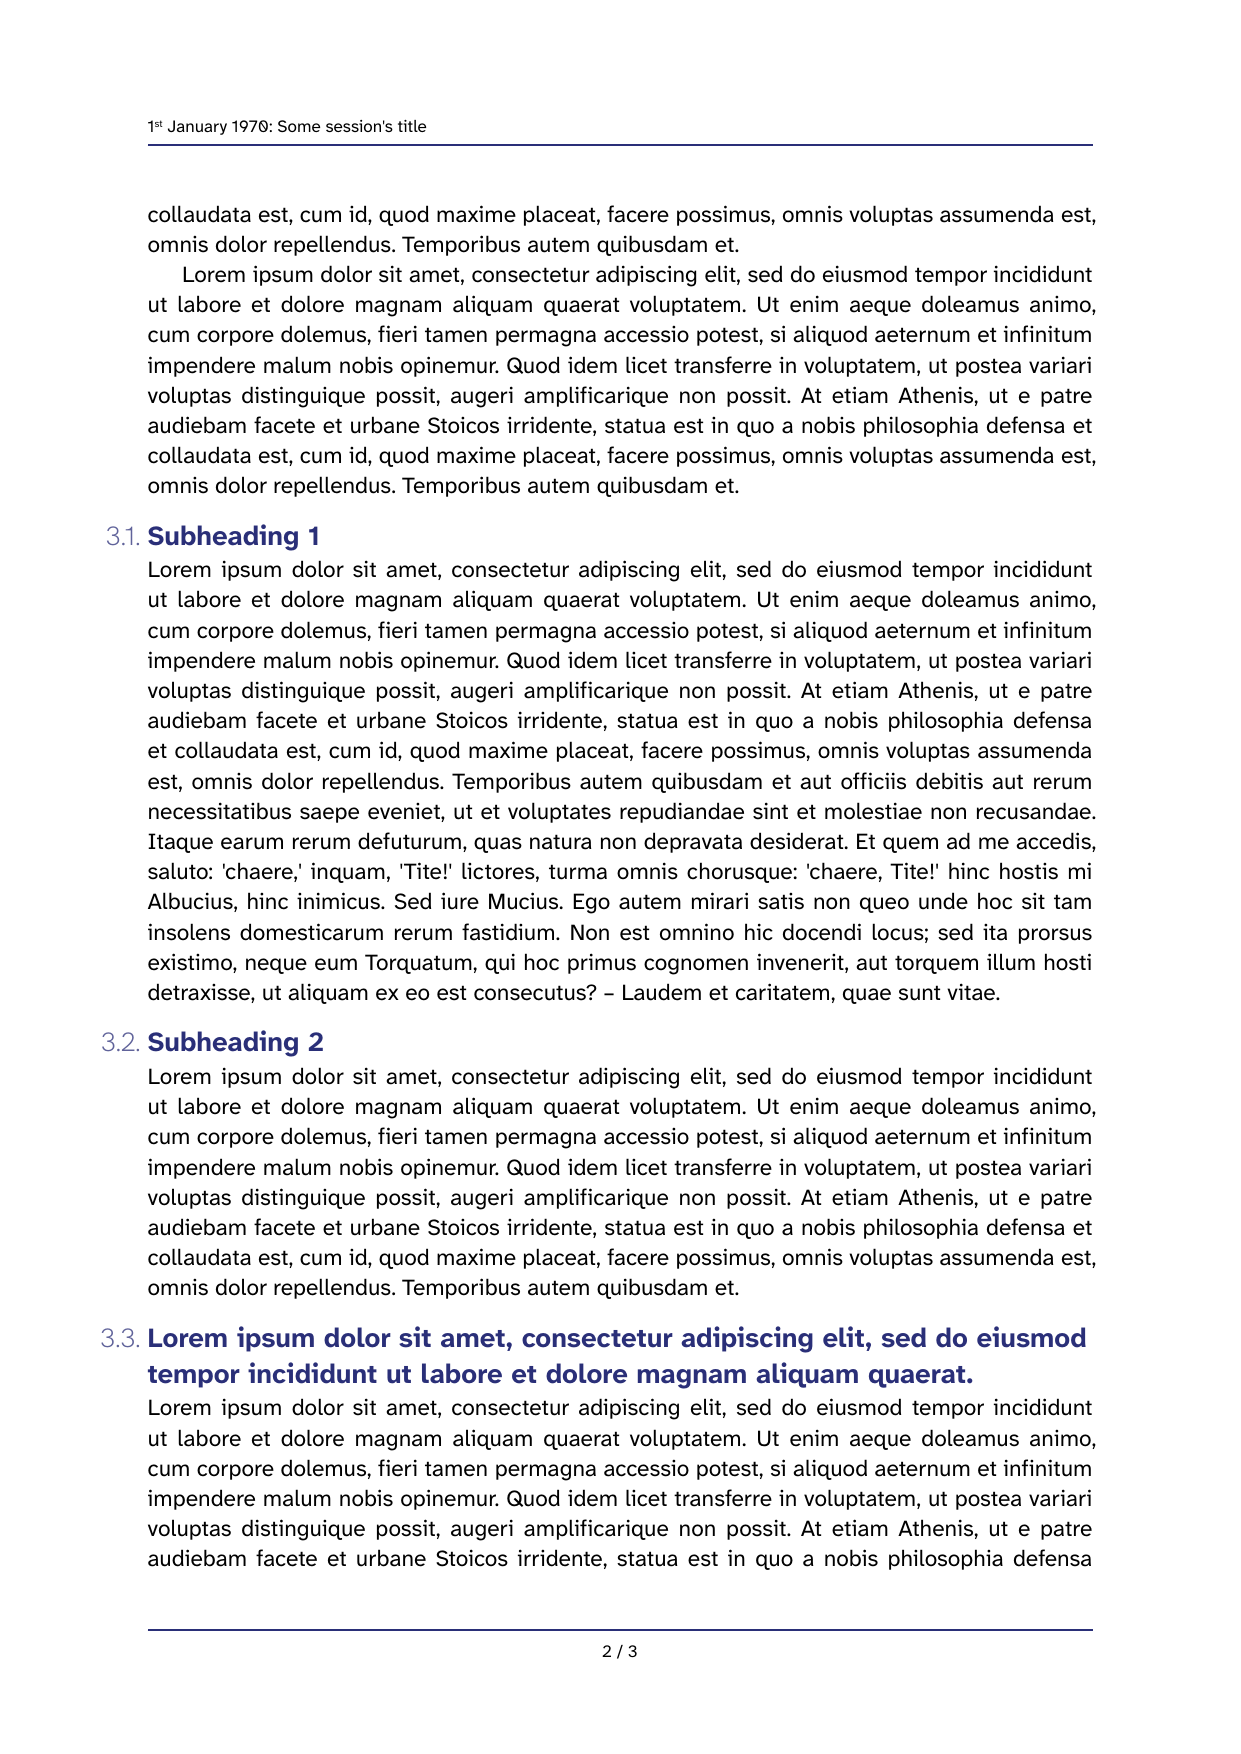 1st January 1970: Some session's title
collaudata est, cum id, quod maxime placeat, facere possimus, omnis voluptas assumenda est,
omnis dolor repellendus. Temporibus autem quibusdam et.
Lorem ipsum dolor sit amet, consectetur adipiscing elit, sed do eiusmod tempor incididunt
ut labore et dolore magnam aliquam quaerat voluptatem. Ut enim aeque doleamus animo,
cum corpore dolemus, fieri tamen permagna accessio potest, si aliquod aeternum et infinitum
impendere malum nobis opinemur. Quod idem licet transferre in voluptatem, ut postea variari
voluptas distinguique possit, augeri amplificarique non possit. At etiam Athenis, ut e patre
audiebam facete et urbane Stoicos irridente, statua est in quo a nobis philosophia defensa et
collaudata est, cum id, quod maxime placeat, facere possimus, omnis voluptas assumenda est,
omnis dolor repellendus. Temporibus autem quibusdam et.
3.1. Subheading 1
Lorem ipsum dolor sit amet, consectetur adipiscing elit, sed do eiusmod tempor incididunt
ut labore et dolore magnam aliquam quaerat voluptatem. Ut enim aeque doleamus animo,
cum corpore dolemus, fieri tamen permagna accessio potest, si aliquod aeternum et infinitum
impendere malum nobis opinemur. Quod idem licet transferre in voluptatem, ut postea variari
voluptas distinguique possit, augeri amplificarique non possit. At etiam Athenis, ut e patre
audiebam facete et urbane Stoicos irridente, statua est in quo a nobis philosophia defensa
et collaudata est, cum id, quod maxime placeat, facere possimus, omnis voluptas assumenda
est, omnis dolor repellendus. Temporibus autem quibusdam et aut officiis debitis aut rerum
necessitatibus saepe eveniet, ut et voluptates repudiandae sint et molestiae non recusandae.
Itaque earum rerum defuturum, quas natura non depravata desiderat. Et quem ad me accedis,
saluto: 'chaere,' inquam, 'Tite!' lictores, turma omnis chorusque: 'chaere, Tite!' hinc hostis mi
Albucius, hinc inimicus. Sed iure Mucius. Ego autem mirari satis non queo unde hoc sit tam
insolens domesticarum rerum fastidium. Non est omnino hic docendi locus; sed ita prorsus
existimo, neque eum Torquatum, qui hoc primus cognomen invenerit, aut torquem illum hosti
detraxisse, ut aliquam ex eo est consecutus? – Laudem et caritatem, quae sunt vitae.
3.2. Subheading 2
Lorem ipsum dolor sit amet, consectetur adipiscing elit, sed do eiusmod tempor incididunt
ut labore et dolore magnam aliquam quaerat voluptatem. Ut enim aeque doleamus animo,
cum corpore dolemus, fieri tamen permagna accessio potest, si aliquod aeternum et infinitum
impendere malum nobis opinemur. Quod idem licet transferre in voluptatem, ut postea variari
voluptas distinguique possit, augeri amplificarique non possit. At etiam Athenis, ut e patre
audiebam facete et urbane Stoicos irridente, statua est in quo a nobis philosophia defensa et
collaudata est, cum id, quod maxime placeat, facere possimus, omnis voluptas assumenda est,
omnis dolor repellendus. Temporibus autem quibusdam et.
3.3. Lorem ipsum dolor sit amet, consectetur adipiscing elit, sed do eiusmod
tempor incididunt ut labore et dolore magnam aliquam quaerat.
Lorem ipsum dolor sit amet, consectetur adipiscing elit, sed do eiusmod tempor incididunt
ut labore et dolore magnam aliquam quaerat voluptatem. Ut enim aeque doleamus animo,
cum corpore dolemus, fieri tamen permagna accessio potest, si aliquod aeternum et infinitum
impendere malum nobis opinemur. Quod idem licet transferre in voluptatem, ut postea variari
voluptas distinguique possit, augeri amplificarique non possit. At etiam Athenis, ut e patre
audiebam facete et urbane Stoicos irridente, statua est in quo a nobis philosophia defensa
2 / 3